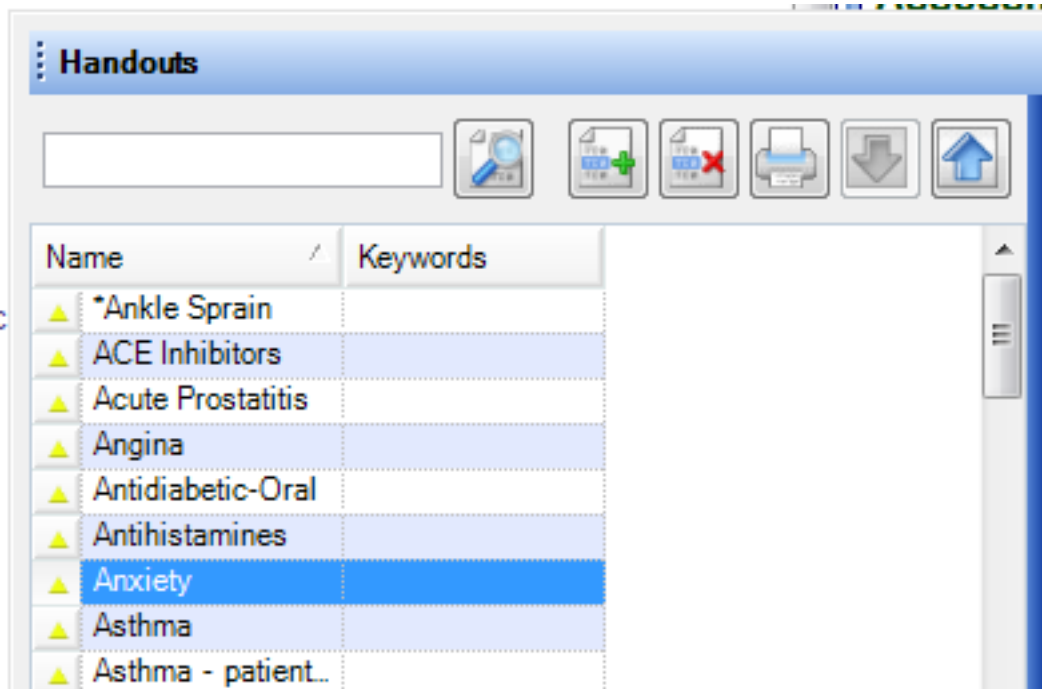 Handouts
Name Keywords
*Ankle Sprain
ACE Inhibitors
Acute Prostatitis
Angina
Antidiabetic-Oral
Antihistamines
Anxiety
Asthma
Asthma - patient...